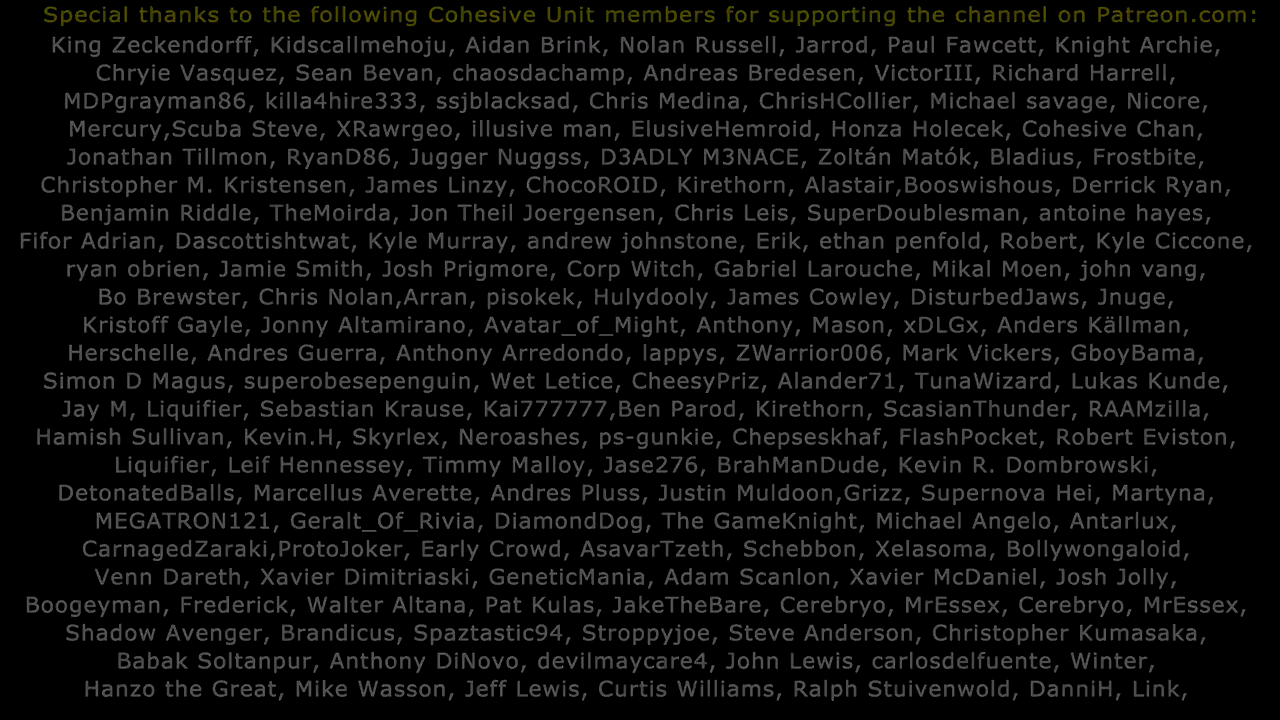 Special thanks to the following Cohesive Unit members for supporting the channel on Patreon.com:
King Zeckendorff, Kidscallmehoju, Aidan Brink, Nolan Russell, Jarrod, Paul Fawcett, Knight Archie,
Chryie Vasquez, Sean Bevan, chaosdachamp, Andreas Bredesen, VictorIII, Richard Harrell,
MDPgrayman86, killa4hire333, ssjblacksad, Chris Medina, ChrisHCollier, Michael savage, Nicore,
Mercury,Scuba Steve, XRawrgeo, illusive man, ElusiveHemroid, Honza Holecek, Cohesive Chan,
Jonathan Tillmon, RyanD86, Jugger Nuggss, D3ADLY M3NACE, Zoltán Matók, Bladius, Frostbite,
Christopher M. Kristensen, James Linzy, ChocoROID, Kirethorn, Alastair,Booswishous, Derrick Ryan,
Benjamin Riddle, TheMoirda, Jon Theil Joergensen, Chris Leis, SuperDoublesman, antoine hayes,
Fifor Adrian, Dascottishtwat, Kyle Murray, andrew johnstone, Erik, ethan penfold, Robert, Kyle Ciccone,
ryan obrien, Jamie Smith, Josh Prigmore, Corp Witch, Gabriel Larouche, Mikal Moen, john vang,
Bo Brewster, Chris Nolan,Arran, pisokek, Hulydooly, James Cowley, DisturbedJaws, Jnuge,
Kristoff Gayle, Jonny Altamirano, Avatar_of_Might, Anthony, Mason, xDLGx, Anders Källman,
Herschelle, Andres Guerra, Anthony Arredondo, lappys, ZWarrior006, Mark Vickers, GboyBama,
Simon D Magus, superobesepenguin, Wet Letice, CheesyPriz, Alander71, TunaWizard, Lukas Kunde,
Jay M, Liquifier, Sebastian Krause, Kai777777,Ben Parod, Kirethorn, ScasianThunder, RAAMzilla,
Hamish Sullivan, Kevin.H, Skyrlex, Neroashes, ps-gunkie, Chepseskhaf, FlashPocket, Robert Eviston,
Liquifier, Leif Hennessey, Timmy Malloy, Jase276, BrahManDude, Kevin R. Dombrowski,
DetonatedBalls, Marcellus Averette, Andres Pluss, Justin Muldoon,Grizz, Supernova Hei, Martyna,
MEGATRON121, Geralt_Of_Rivia, DiamondDog, The GameKnight, Michael Angelo, Antarlux,
CarnagedZaraki,ProtoJoker, Early Crowd, AsavarTzeth, Schebbon, Xelasoma, Bollywongaloid,
Venn Dareth, Xavier Dimitriaski, GeneticMania, Adam Scanlon, Xavier McDaniel, Josh Jolly,
Boogeyman, Frederick, Walter Altana, Pat Kulas, JakeTheBare, Cerebryo, MrEssex, Cerebryo, MrEssex,
Shadow Avenger, Brandicus, Spaztastic94, Stroppyjoe, Steve Anderson, Christopher Kumasaka,
Babak Soltanpur, Anthony DiNovo, devilmaycare4, John Lewis, carlosdelfuente, Winter,
Hanzo the Great, Mike Wasson, Jeff Lewis, Curtis Williams, Ralph Stuivenwold, DanniH, Link,